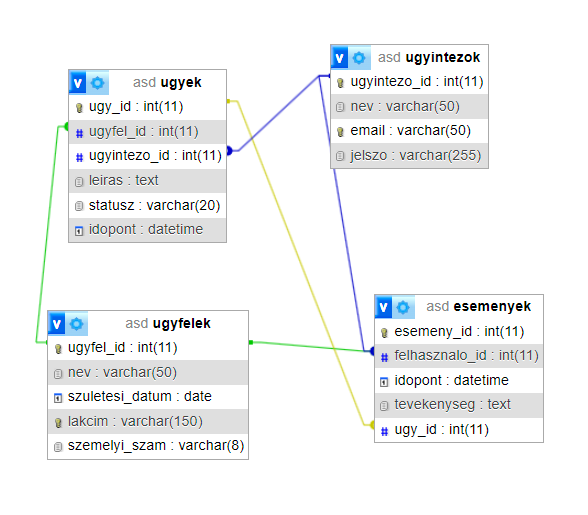 v asd ugyek
ugy_id : int(11)
ugyfel_id : int(11)
ugyintezo_id : int(11)
leiras : text
statusz : varchar(20)
idopont : datetime
v asd ugyintezok
ugyintezo_id : int(11)
nev : varchar(50)
email : varchar(50)
jelszo : varchar(255)
v asd ugyfelek
ugyfel_id : int(11)
nev : varchar(50)
szuletesi_datum : date
lakcim : varchar(150)
szemelyi_szam : varchar(8)
v asd esemenyek
esemeny_id : int(11)
felhasznalo_id : int(11)
idopont : datetime
tevekenyseg : text
ugy_id : int(11)